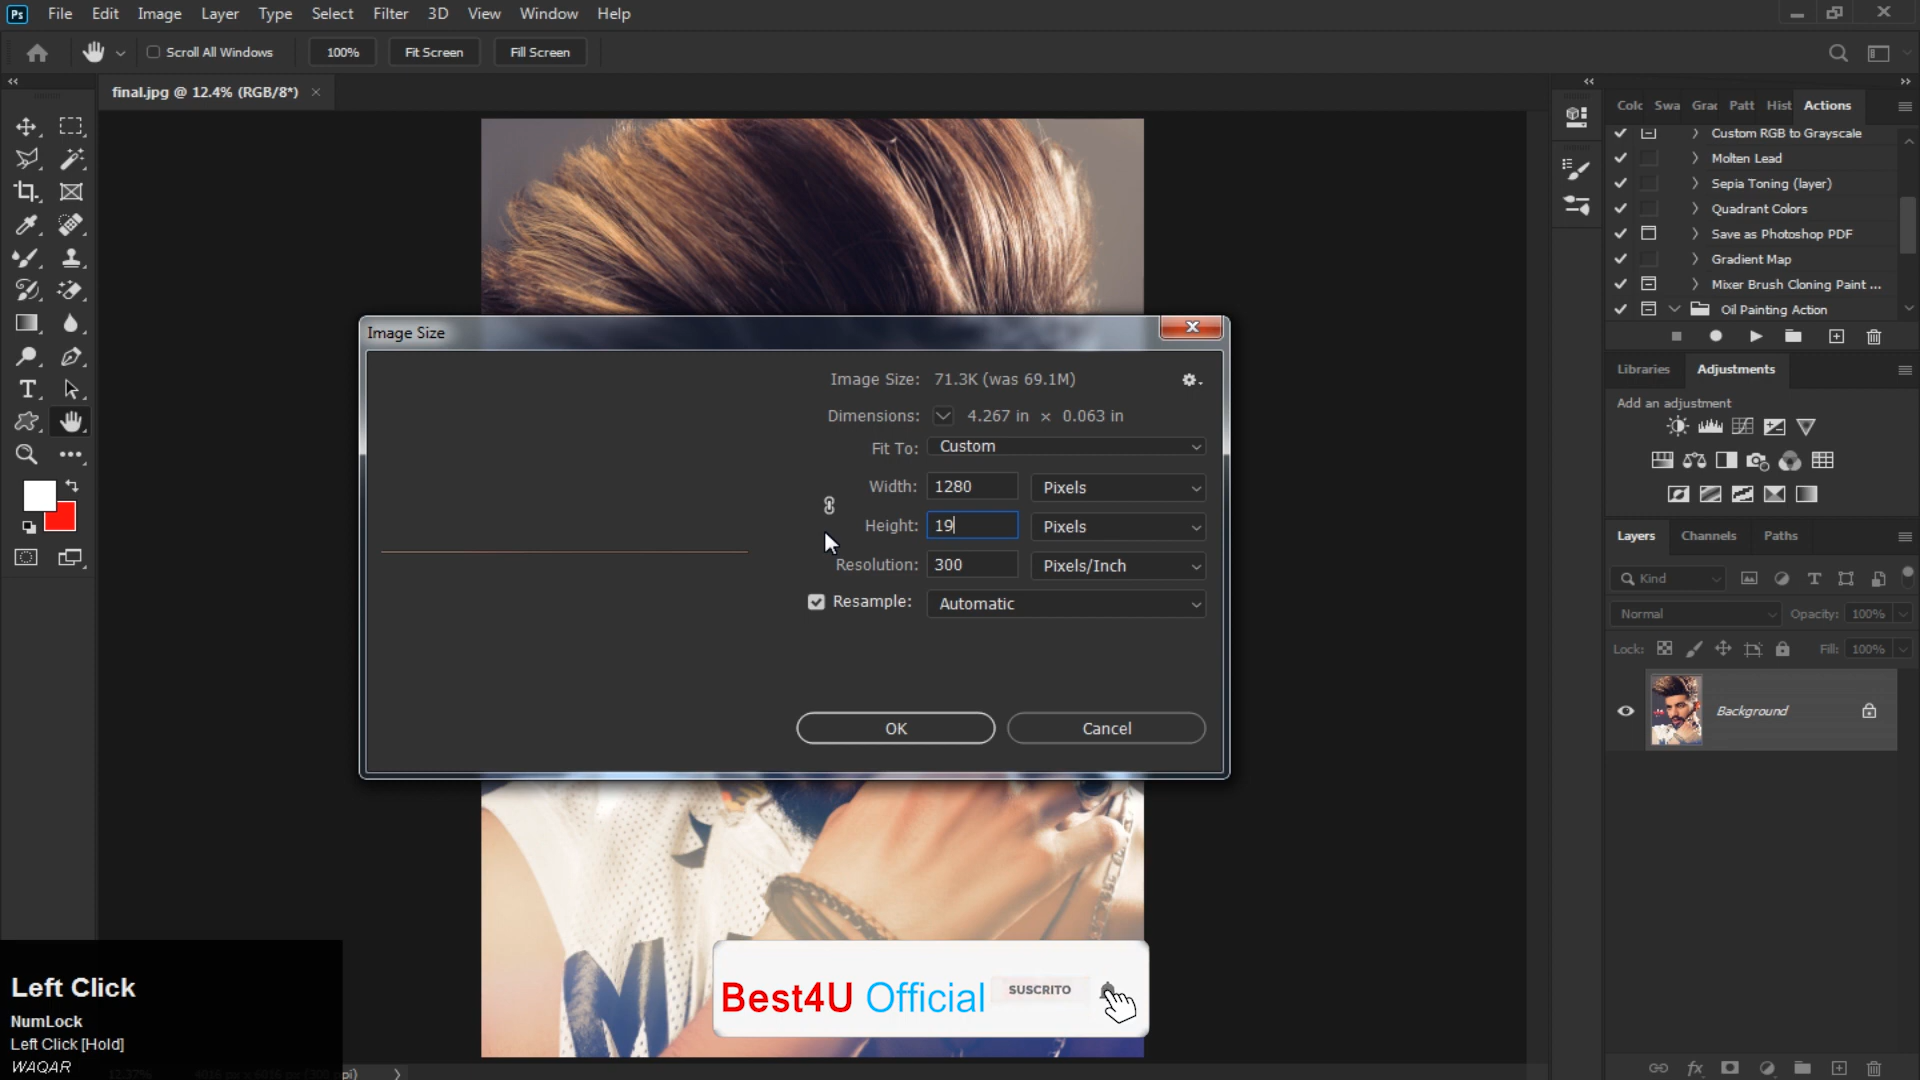 Ps File Edit Image Layer Type Select Filter 3D View Window Help
Scroll All Windows 100% Fit Screen Fill Screen
final.jpg @ 12.4% (RGB/8*)
Swa Patt Hist Actions
Custom RGB to Grayscale
Molten Lead
Sepia Toning (layer)
Quadrant Colors
Save as Photoshop PDF
Gradient Map
Mixer Brush Cloning Paint ...
Oil Painting Action
Image Size
Image Size: 71.3K (was 69.1M)
Dimensions: 4.267 in × 0.063 in
Fit To: Custom
Width: 1280 Pixels
Height: 19 Pixels
Resolution: 300 Pixels/Inch
Resample: Automatic
OK Cancel
Libraries Adjustments
Add an adjustment
Layers Channels Paths
Kind
Normal Opacity: 100%
Lock: Fill: 100%
Background
Left Click
NumLock
Left Click [Hold]
WAQAR
Best4U Official SUSCRITO